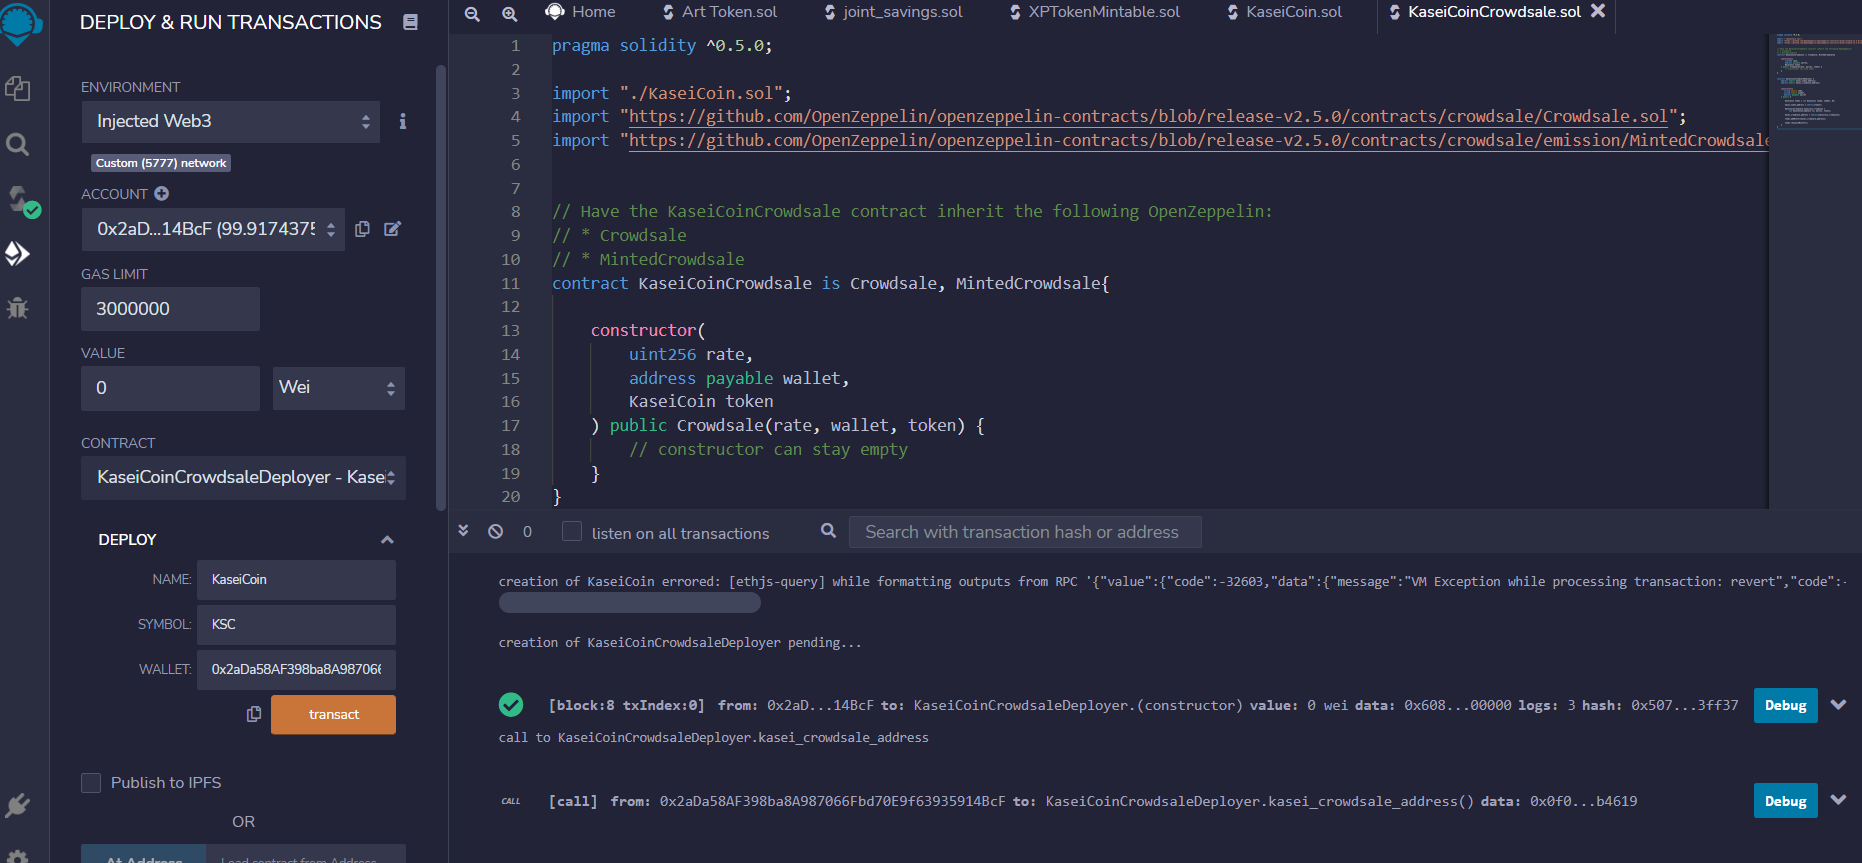 DEPLOY & RUN TRANSACTIONS
ENVIRONMENT
Injected Web3
Custom (5777) network
ACCOUNT
0x2aD...14BcF (99.9174375
GAS LIMIT
3000000
VALUE
0
Wei
CONTRACT
KaseiCoinCrowdsaleDeployer - Kasei
DEPLOY
NAME:
KaseiCoin
SYMBOL:
KSC
WALLET:
0x2aDa58AF398ba8A987066
transact
Publish to IPFS
OR
At Address
Load contract from Address
Home
Art Token.sol
joint_savings.sol
XPTokenMintable.sol
KaseiCoin.sol
KaseiCoinCrowdsale.sol
1 pragma solidity ^0.5.0;
2
3 import "./KaseiCoin.sol";
4 import "https://github.com/OpenZeppelin/openzeppelin-contracts/blob/release-v2.5.0/contracts/crowdsale/Crowdsale.sol";
5 import "https://github.com/OpenZeppelin/openzeppelin-contracts/blob/release-v2.5.0/contracts/crowdsale/emission/MintedCrowdsale
6
7
8 // Have the KaseiCoinCrowdsale contract inherit the following OpenZeppelin:
9 // * Crowdsale
10 // * MintedCrowdsale
11 contract KaseiCoinCrowdsale is Crowdsale, MintedCrowdsale{
12
13 constructor(
14 uint256 rate,
15 address payable wallet,
16 KaseiCoin token
17 ) public Crowdsale(rate, wallet, token) {
18 // constructor can stay empty
19 }
20 }
0
listen on all transactions
Search with transaction hash or address
creation of KaseiCoin errored: [ethjs-query] while formatting outputs from RPC '{"value":{"code":-32603,"data":{"message":"VM Exception while processing transaction: revert","code":-
creation of KaseiCoinCrowdsaleDeployer pending...
[block:8 txIndex:0] from: 0x2aD...14BcF to: KaseiCoinCrowdsaleDeployer.(constructor) value: 0 wei data: 0x608...00000 logs: 3 hash: 0x507...3ff37
Debug
call to KaseiCoinCrowdsaleDeployer.kasei_crowdsale_address
CALL
[call] from: 0x2aDa58AF398ba8A987066Fbd70E9f63935914BcF to: KaseiCoinCrowdsaleDeployer.kasei_crowdsale_address() data: 0x0f0...b4619
Debug